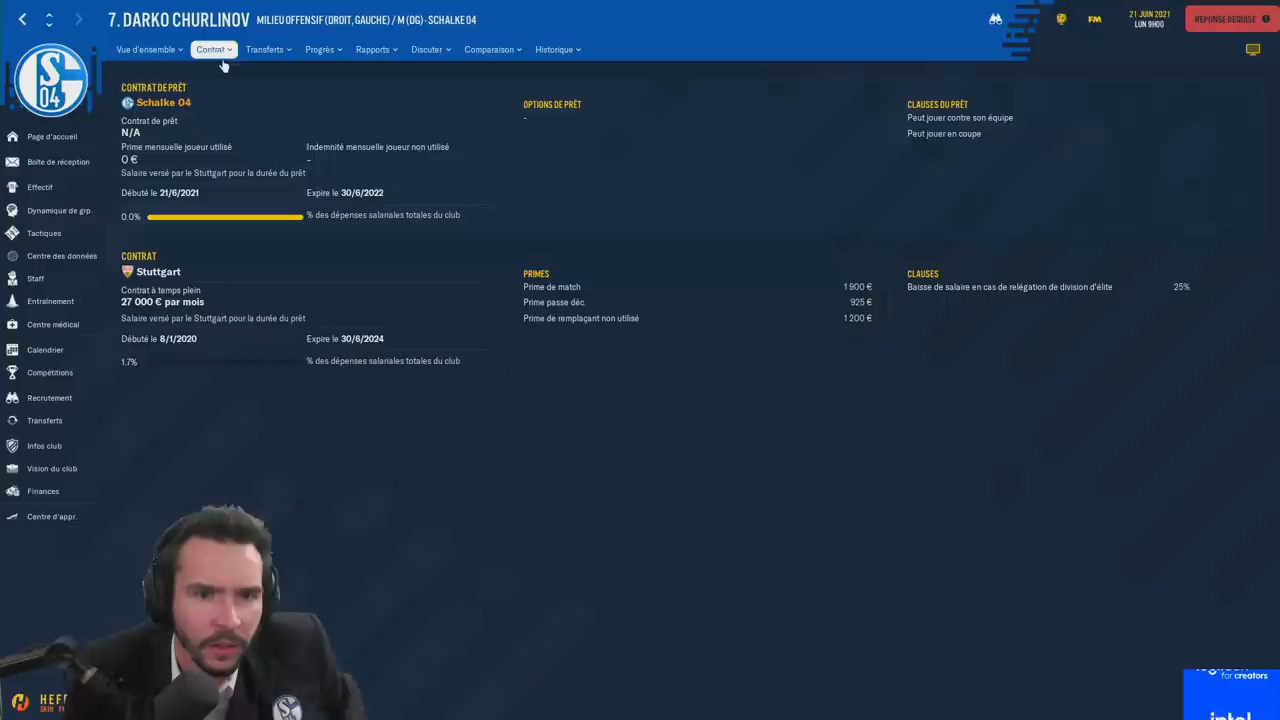 7. DARKO CHURLINOV MILIEU OFFENSIF (DROIT, GAUCHE) / M (DG) - SCHALKE 04
FM
21 JUIN 2021
LUN 9H00
RÉPONSE REQUISE
Vue d'ensemble
Contrat
Transferts
Progrès
Rapports
Discuter
Comparaison
Historique
S
04
Page d'accueil
Boîte de réception
Effectif
Dynamique de grp.
Tactiques
Centre des données
Staff
Entraînement
Centre médical
Calendrier
Compétitions
Recrutement
Transferts
Infos club
Vision du club
Finances
Centre d'appr.
CONTRAT DE PRÊT
Schalke 04
Contrat de prêt
N/A
Prime mensuelle joueur utilisé
Indemnité mensuelle joueur non utilisé
0 €
-
Salaire versé par le Stuttgart pour la durée du prêt
Débuté le 21/6/2021
Expire le 30/6/2022
0.0%
% des dépenses salariales totales du club
OPTIONS DE PRÊT
-
CLAUSES DU PRÊT
Peut jouer contre son équipe
Peut jouer en coupe
CONTRAT
Stuttgart
Contrat à temps plein
27 000 € par mois
Salaire versé par le Stuttgart pour la durée du prêt
Débuté le 8/1/2020
Expire le 30/6/2024
1.7%
% des dépenses salariales totales du club
PRIMES
Prime de match 1 900 €
Prime passe déc. 925 €
Prime de remplaçant non utilisé 1 200 €
CLAUSES
Baisse de salaire en cas de relégation de division d'élite 25%
for creators
intel